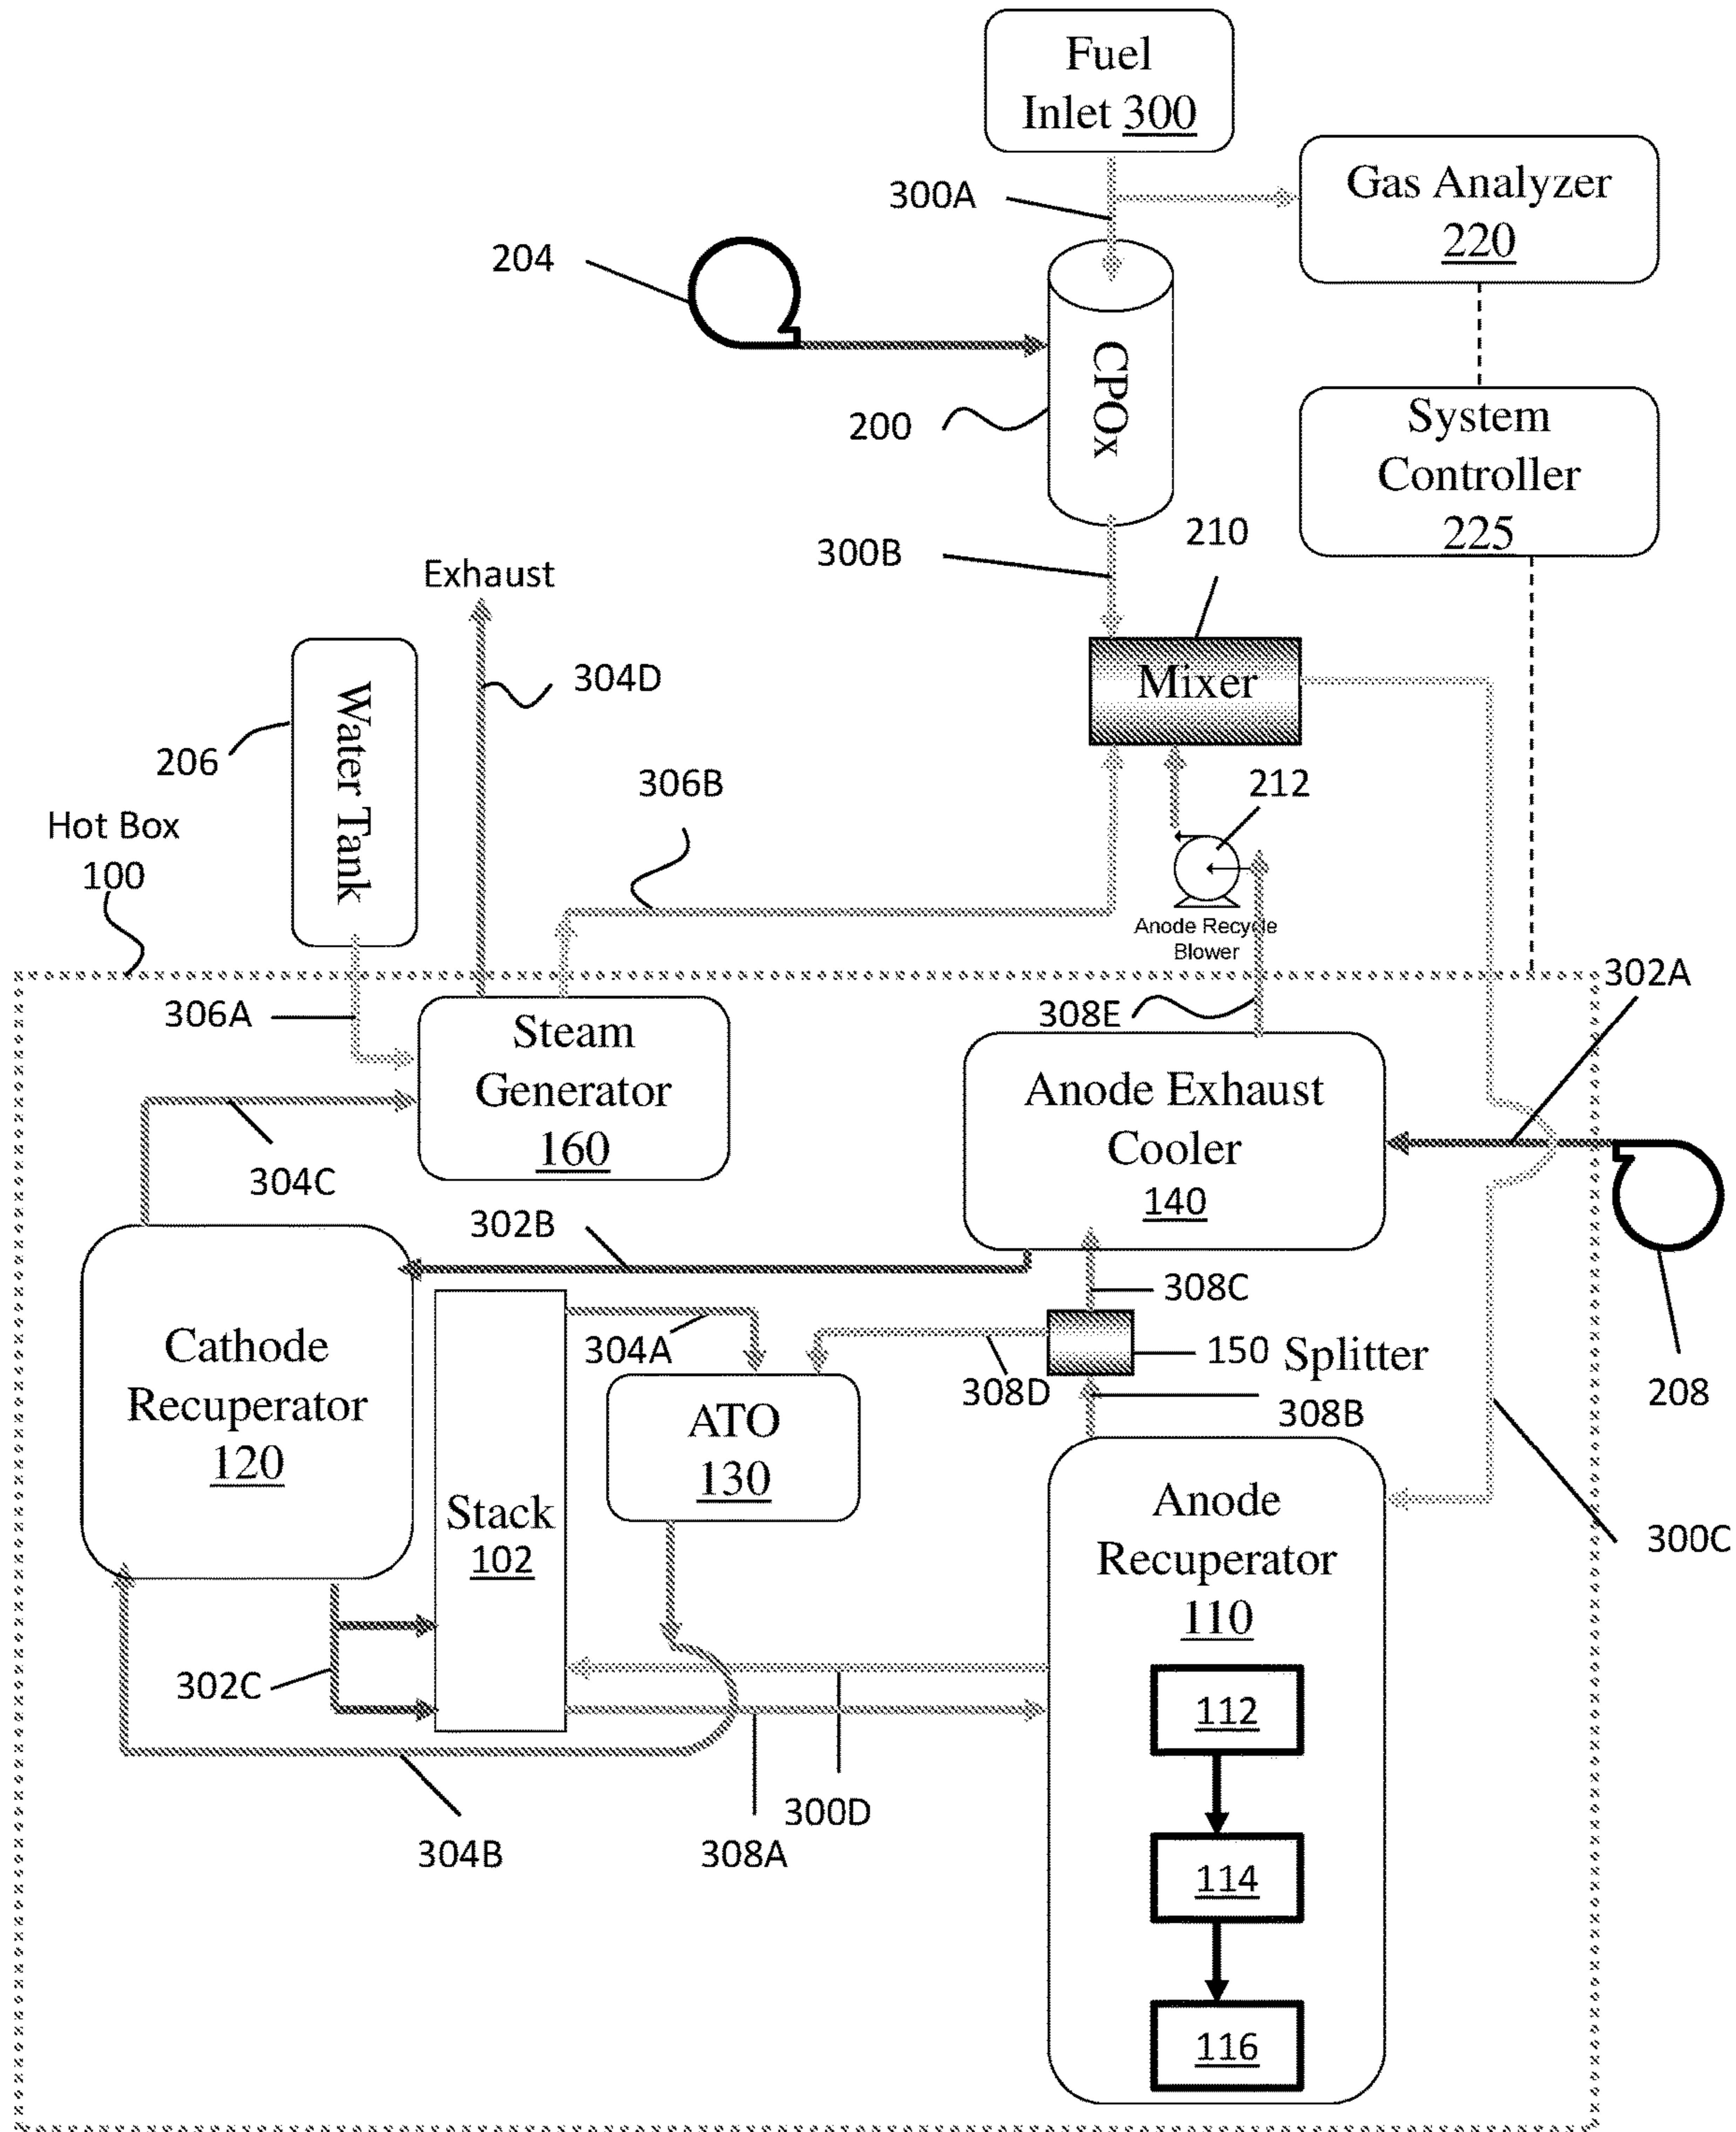 Fuel
Inlet 300
300A
Gas Analyzer
220
204
CPOx
200
System
Controller
225
210
300B
Exhaust
Mixer
304D
Water Tank
206
212
306B
Hot Box
100
Anode Recycle
Blower
302A
306A
308E
Steam
Generator
160
Anode Exhaust
Cooler
140
304C
302B
308C
Cathode
Recuperator
120
304A
150 Splitter
308D
308B
208
ATO
130
Stack
102
Anode
Recuperator
110
300C
302C
112
300D
304B
308A
114
116